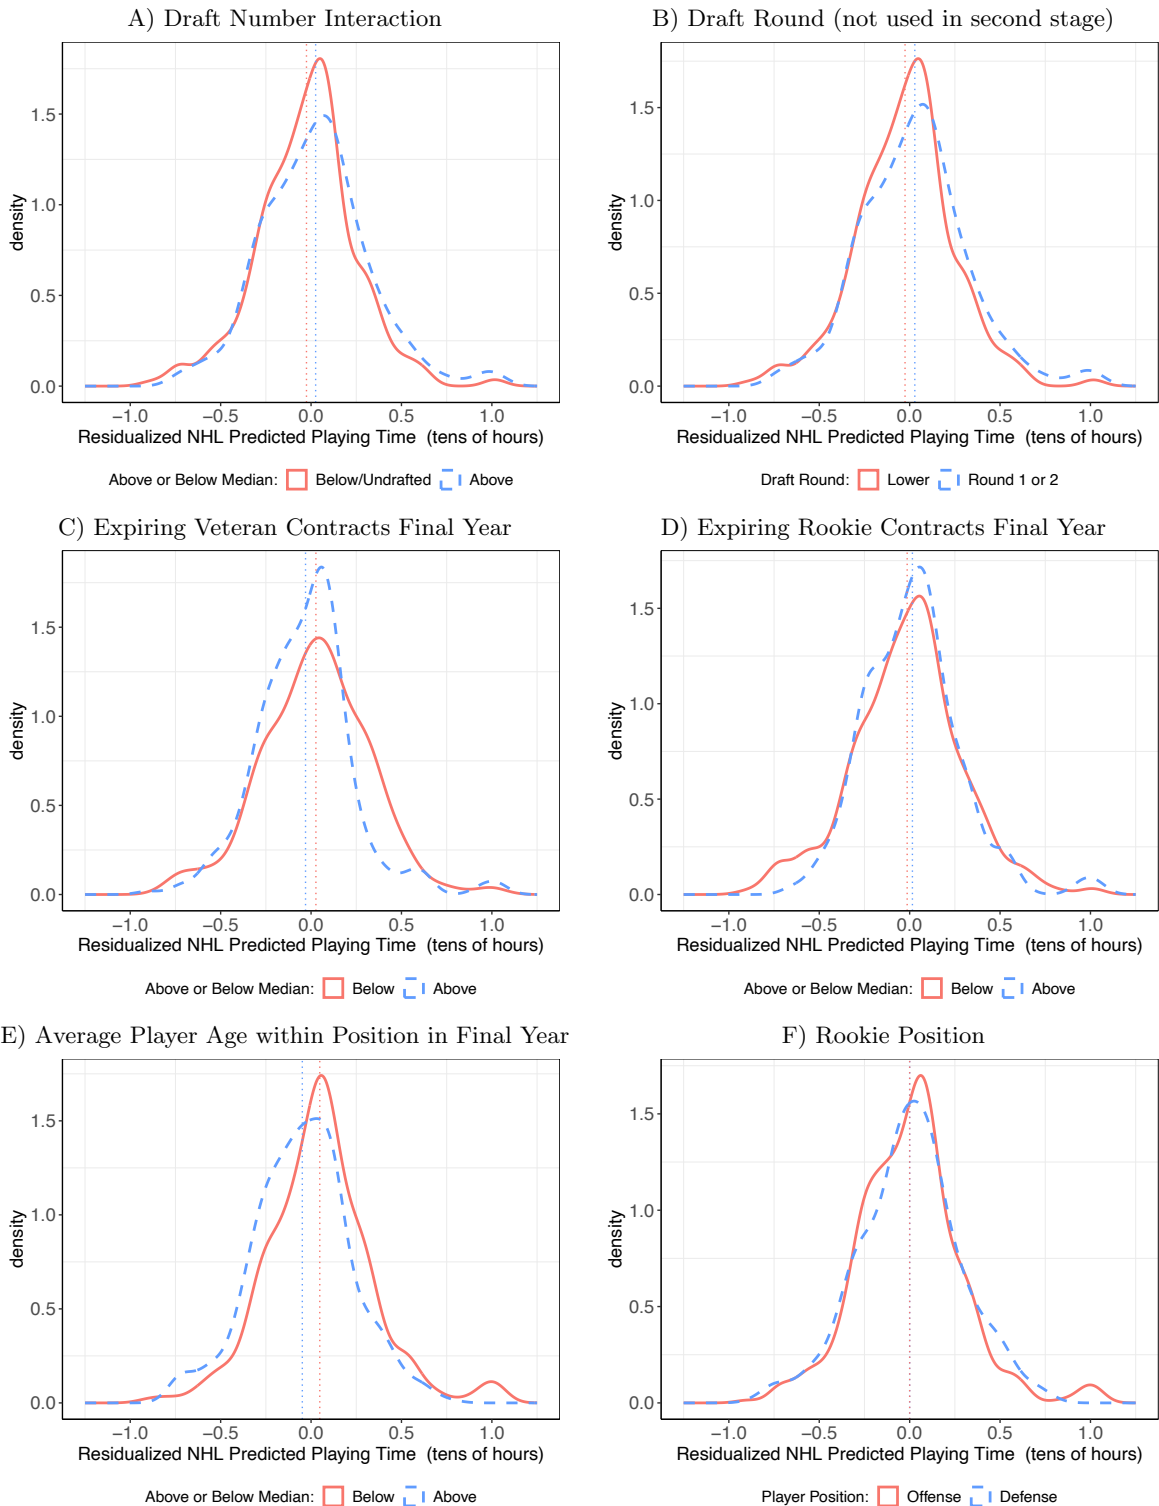 A) Draft Number Interaction
density
1.5
1.0
0.5
0.0
−1.0 −0.5 0.0 0.5 1.0
Residualized NHL Predicted Playing Time (tens of hours)
Above or Below Median: Below/Undrafted Above
B) Draft Round (not used in second stage)
density
1.5
1.0
0.5
0.0
−1.0 −0.5 0.0 0.5 1.0
Residualized NHL Predicted Playing Time (tens of hours)
Draft Round: Lower Round 1 or 2
C) Expiring Veteran Contracts Final Year
density
1.5
1.0
0.5
0.0
−1.0 −0.5 0.0 0.5 1.0
Residualized NHL Predicted Playing Time (tens of hours)
Above or Below Median: Below Above
D) Expiring Rookie Contracts Final Year
density
1.5
1.0
0.5
0.0
−1.0 −0.5 0.0 0.5 1.0
Residualized NHL Predicted Playing Time (tens of hours)
Above or Below Median: Below Above
E) Average Player Age within Position in Final Year
density
1.5
1.0
0.5
0.0
−1.0 −0.5 0.0 0.5 1.0
Residualized NHL Predicted Playing Time (tens of hours)
Above or Below Median: Below Above
F) Rookie Position
density
1.5
1.0
0.5
0.0
−1.0 −0.5 0.0 0.5 1.0
Residualized NHL Predicted Playing Time (tens of hours)
Player Position: Offense Defense